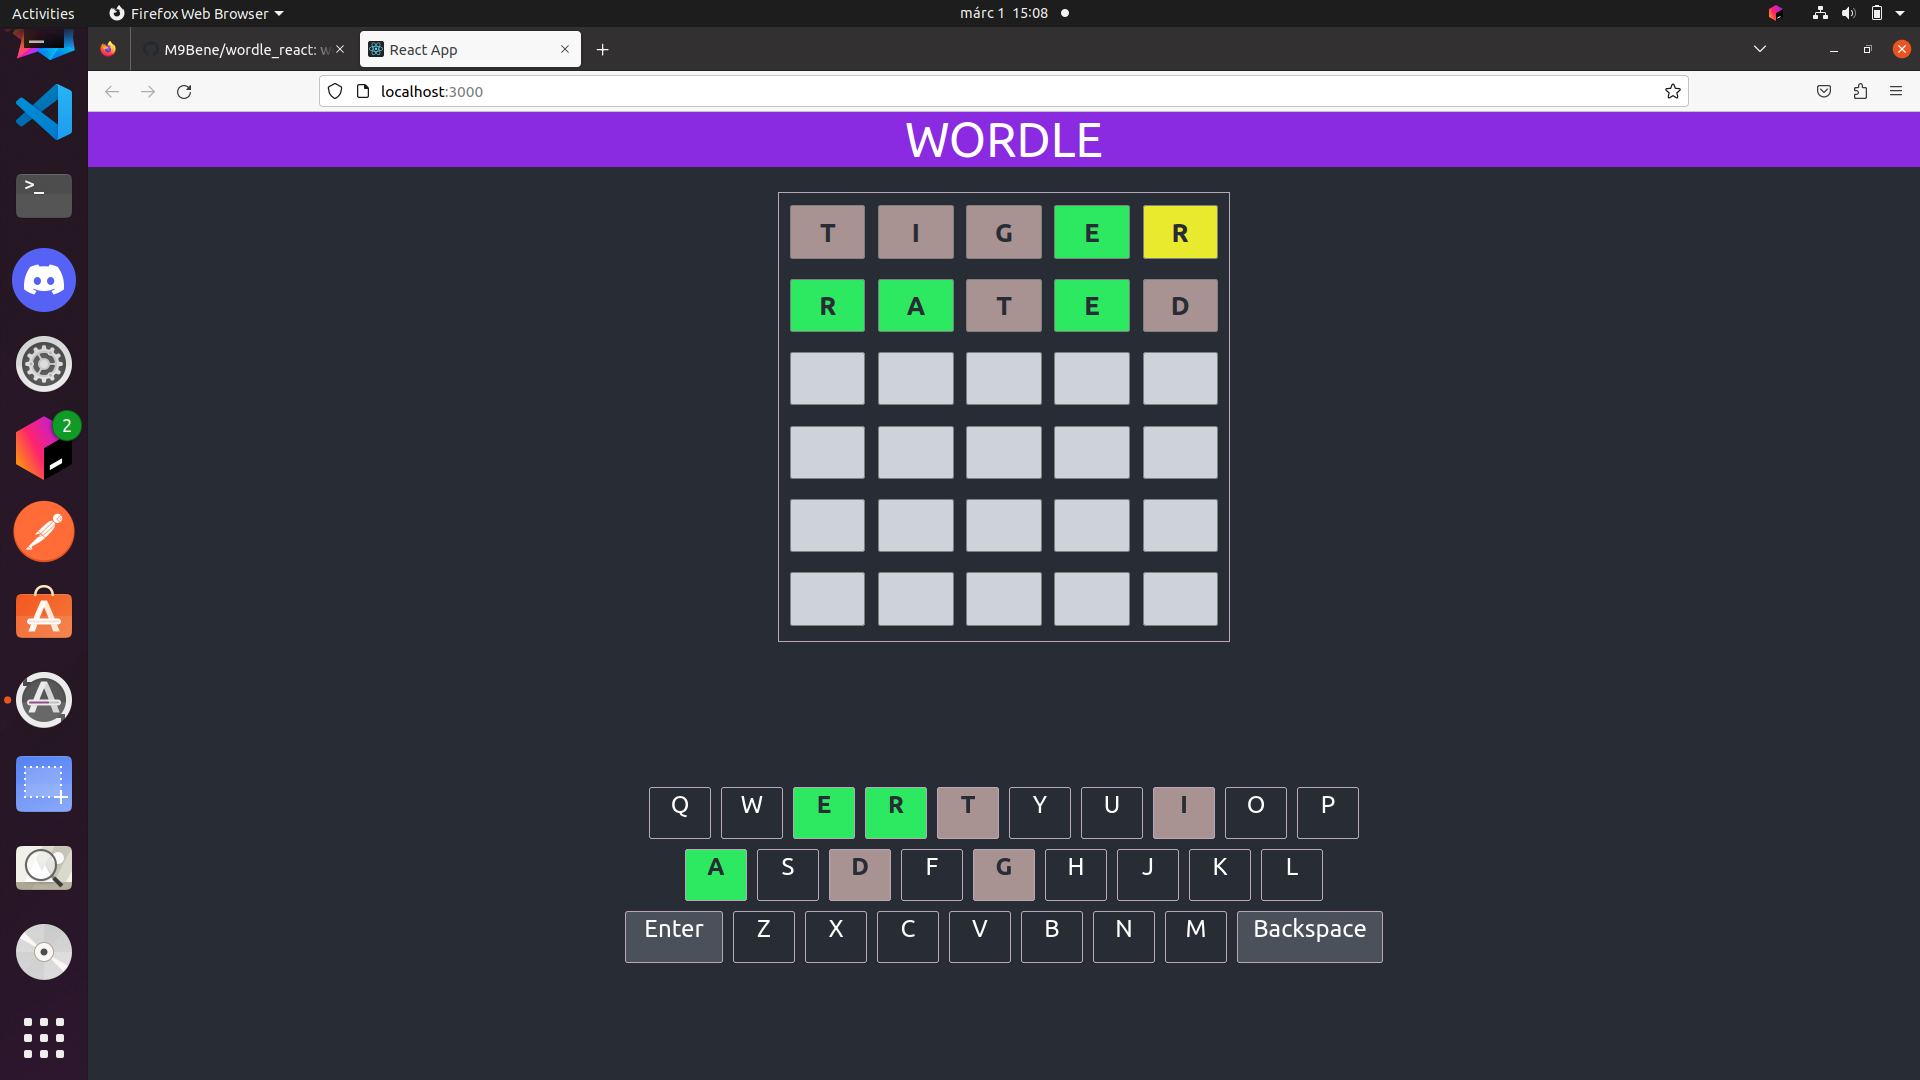 Activities Firefox Web Browser márc 1 15:08
M9Bene/wordle_react: w React App
localhost:3000
WORDLE
T I G E R
R A T E D
2
Q W E R T Y U I O P
A S D F G H J K L
Enter Z X C V B N M Backspace